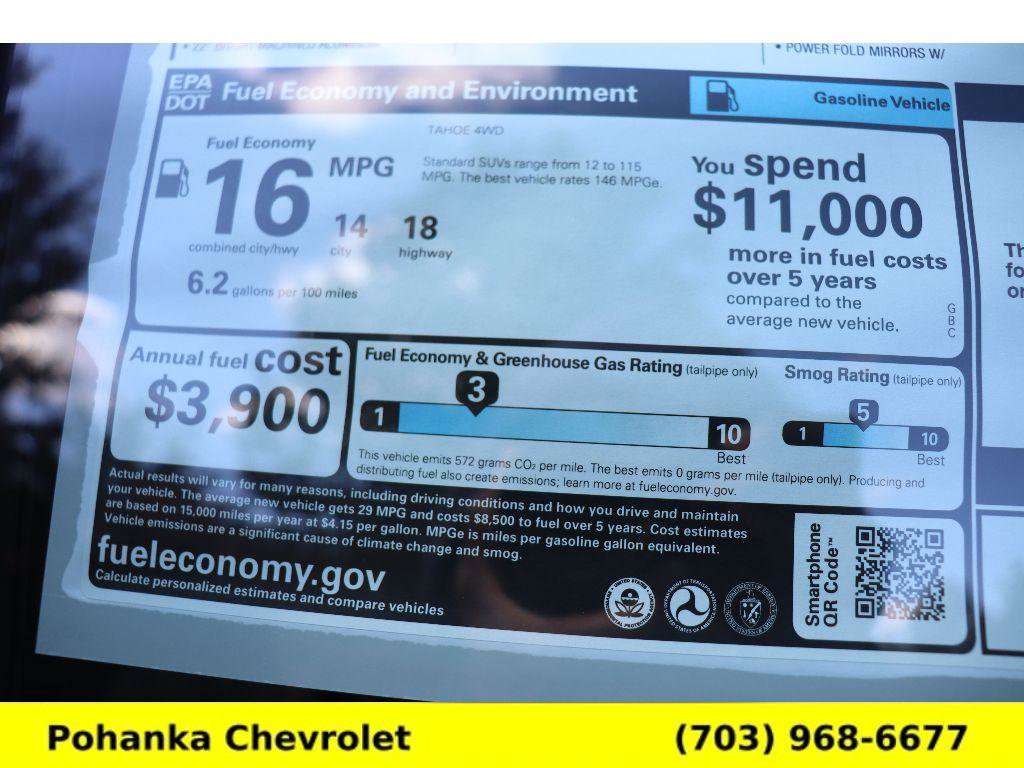 • 22" BRIGHT MACHINED ALUMINUM
• POWER FOLD MIRRORS W/
EPA
DOT
Fuel Economy and Environment
Gasoline Vehicle
TAHOE 4WD
Fuel Economy
16 MPG
Standard SUVs range from 12 to 115
MPG. The best vehicle rates 146 MPGe.
14 18
combined city/hwy city highway
6.2 gallons per 100 miles
You spend
$11,000
more in fuel costs
over 5 years
compared to the
average new vehicle.
G
B
C
Annual fuel cost
$3,900
Fuel Economy & Greenhouse Gas Rating (tailpipe only)
3
1 10
Best
Smog Rating (tailpipe only)
5
1 10
Best
This vehicle emits 572 grams CO₂ per mile. The best emits 0 grams per mile (tailpipe only). Producing and
distributing fuel also create emissions; learn more at fueleconomy.gov.
Actual results will vary for many reasons, including driving conditions and how you drive and maintain
your vehicle. The average new vehicle gets 29 MPG and costs $8,500 to fuel over 5 years. Cost estimates
are based on 15,000 miles per year at $4.15 per gallon. MPGe is miles per gasoline gallon equivalent.
Vehicle emissions are a significant cause of climate change and smog.
fueleconomy.gov
Calculate personalized estimates and compare vehicles
Smartphone
QR Code™
Th
fo
or
Pohanka Chevrolet
(703) 968-6677